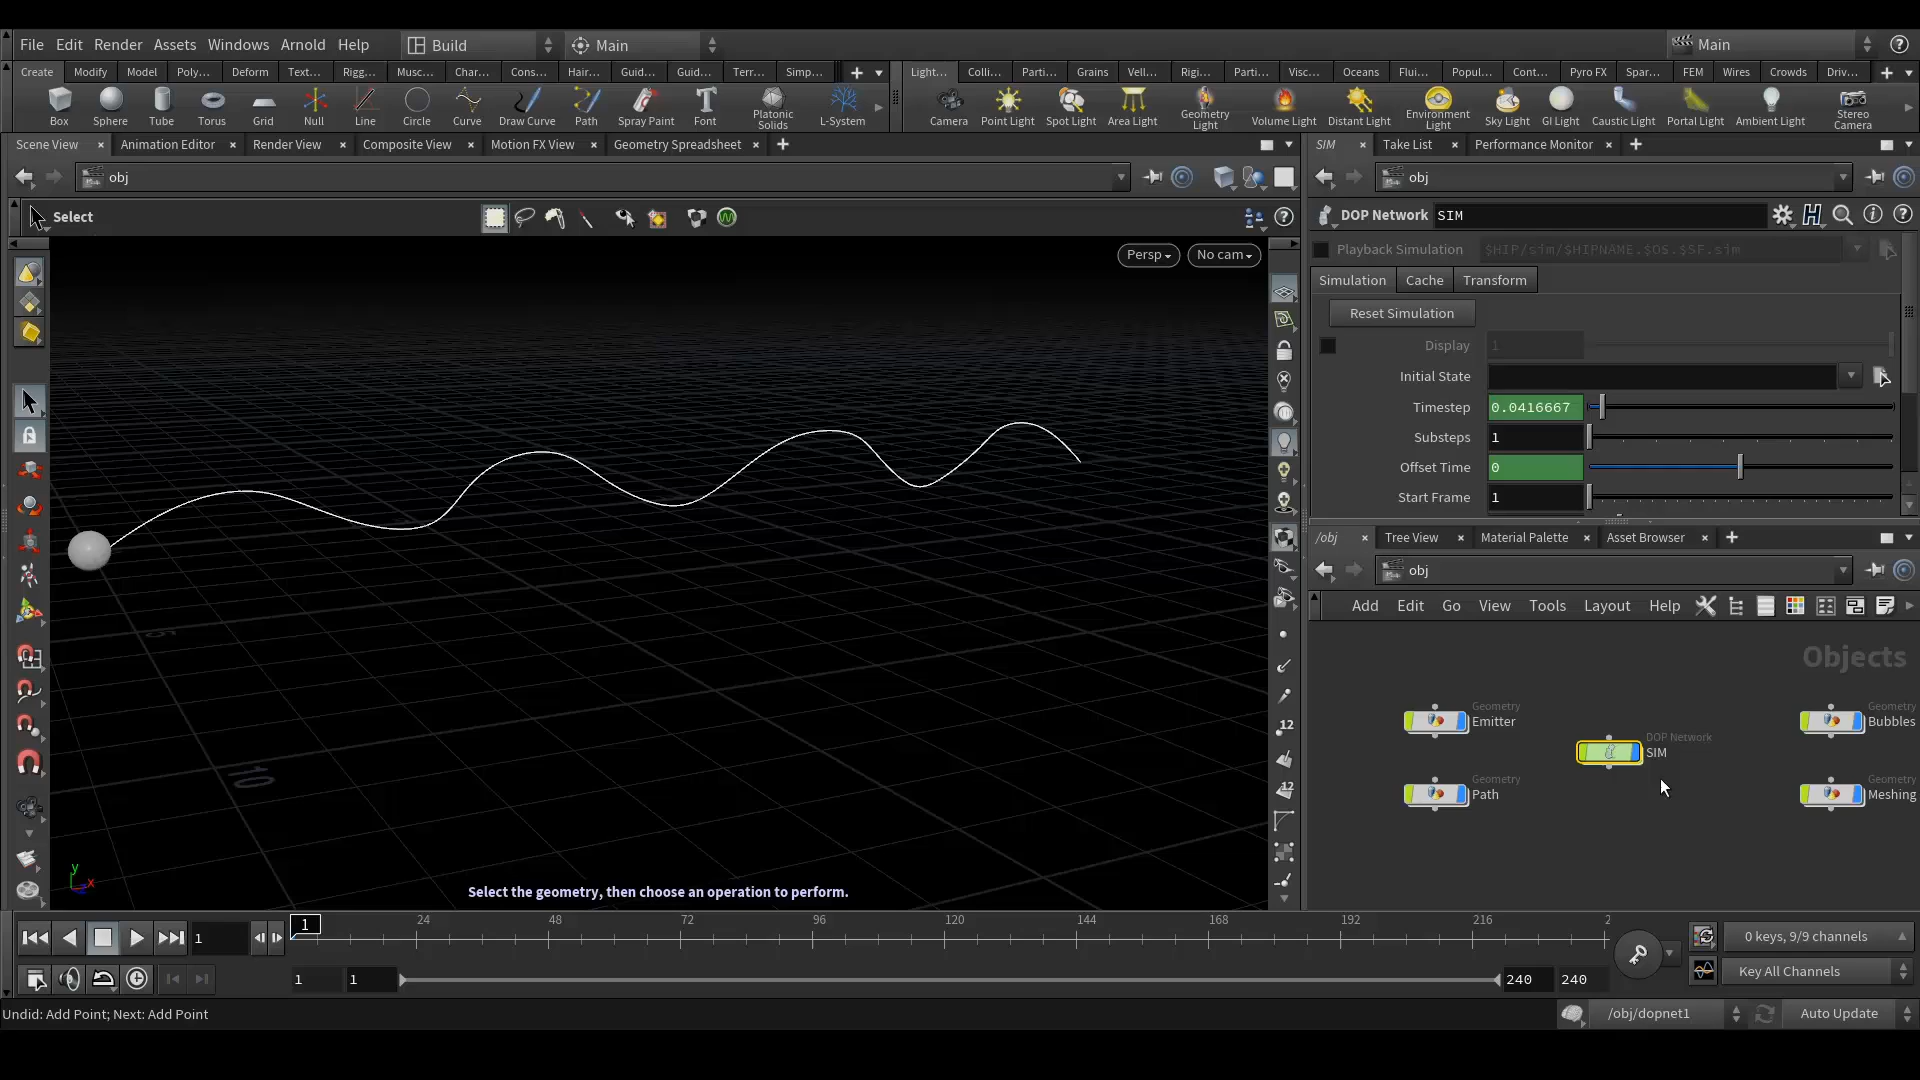 File Edit Render Assets Windows Arnold Help Build Main Main
Create Modify Model Poly... Deform Text... Rigg... Musc... Char... Cons... Hair... Guid... Guid... Terr... Simp... Light... Colli... Parti... Grains Vell... Rigi... Parti... Visc... Oceans Flui... Popul... Cont... Pyro FX Spar... FEM Wires Crowds Driv...
Box Sphere Tube Torus Grid Null Line Circle Curve Draw Curve Path Spray Paint Font Platonic Solids L-System Camera Point Light Spot Light Area Light Geometry Light Volume Light Distant Light Environment Light Sky Light GI Light Caustic Light Portal Light Ambient Light Stereo Camera
Scene View Animation Editor Render View Composite View Motion FX View Geometry Spreadsheet
obj
Select
Persp No cam
5
10
y
x
Select the geometry, then choose an operation to perform.
12
12
SIM Take List Performance Monitor
obj
DOP Network SIM
Playback Simulation $HIP/sim/$HIPNAME.$OS.$SF.sim
Simulation Cache Transform
Reset Simulation
Display 1
Initial State
Timestep 0.0416667
Substeps 1
Offset Time 0
Start Frame 1
/obj Tree View Material Palette Asset Browser
obj
Add Edit Go View Tools Layout Help
Objects
Geometry
Emitter
Geometry
Bubbles
DOP Network
SIM
Geometry
Path
Geometry
Meshing
1 1 24 48 72 96 120 144 168 192 216 2
0 keys, 9/9 channels
1 1 240 240
Key All Channels
Undid: Add Point; Next: Add Point
/obj/dopnet1 Auto Update